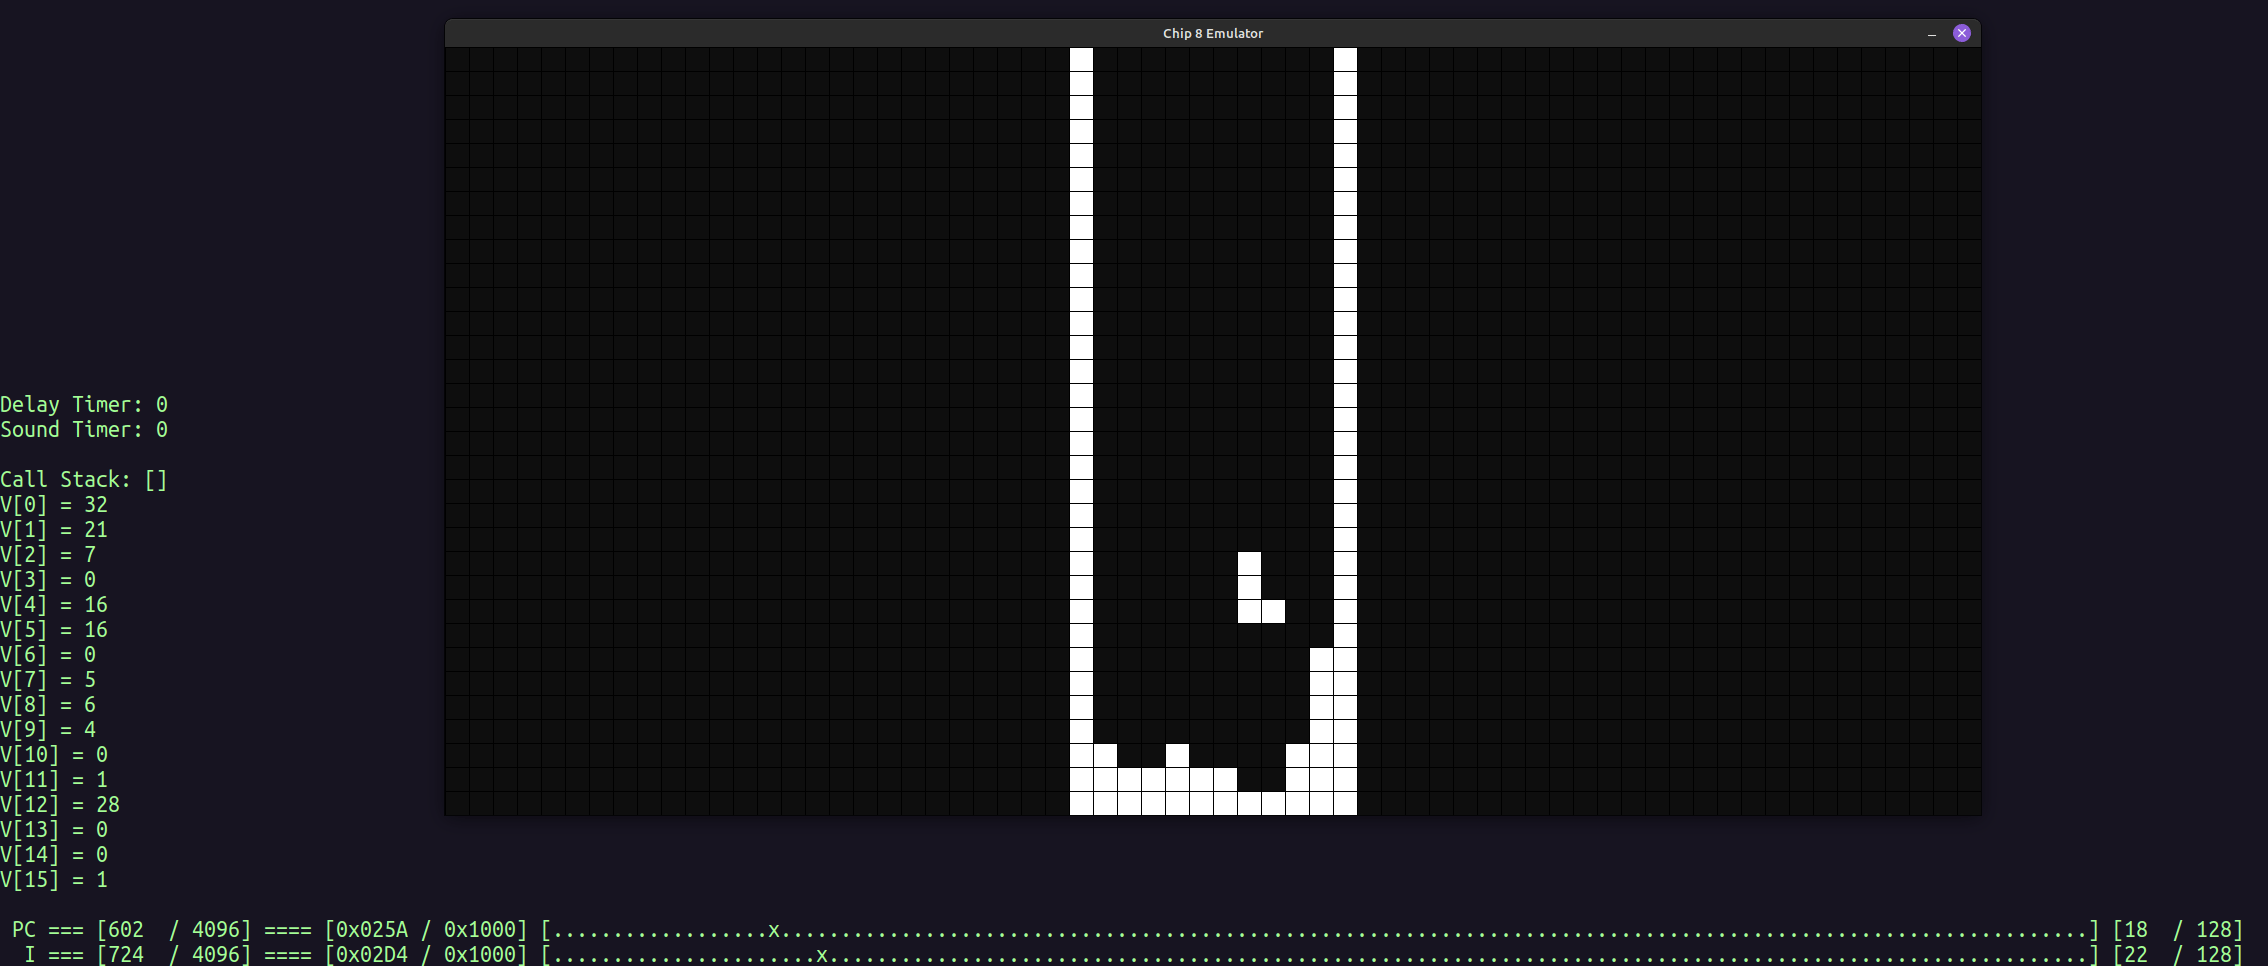 Chip 8 Emulator
Delay Timer: 0
Sound Timer: 0
Call Stack: []
V[0] = 32
V[1] = 21
V[2] = 7
V[3] = 0
V[4] = 16
V[5] = 16
V[6] = 0
V[7] = 5
V[8] = 6
V[9] = 4
V[10] = 0
V[11] = 1
V[12] = 28
V[13] = 0
V[14] = 0
V[15] = 1
PC === [602  / 4096] ==== [0x025A / 0x1000] [..................x.............................................................................................................] [18  / 128]
I === [724  / 4096] ==== [0x02D4 / 0x1000] [......................x.........................................................................................................] [22  / 128]